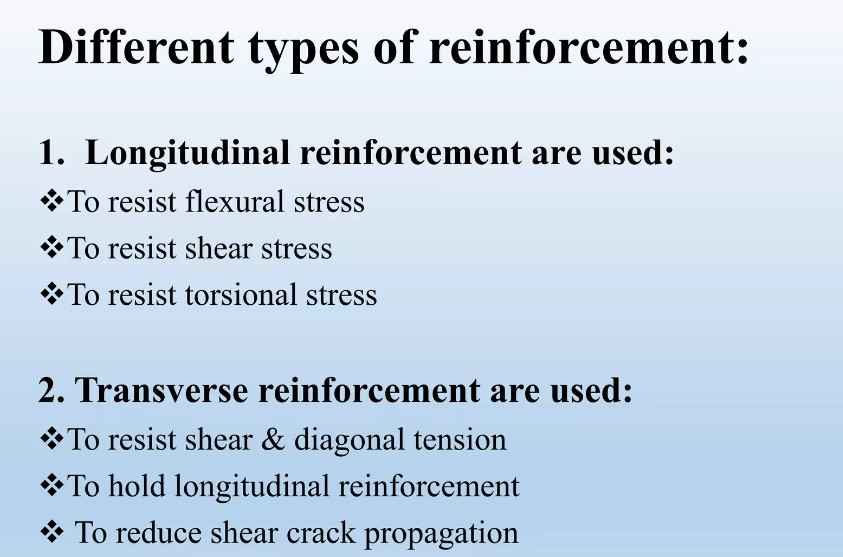 Different types of reinforcement:
1. Longitudinal reinforcement are used:
❖To resist flexural stress
❖To resist shear stress
❖To resist torsional stress
2. Transverse reinforcement are used:
❖To resist shear & diagonal tension
❖To hold longitudinal reinforcement
❖ To reduce shear crack propagation